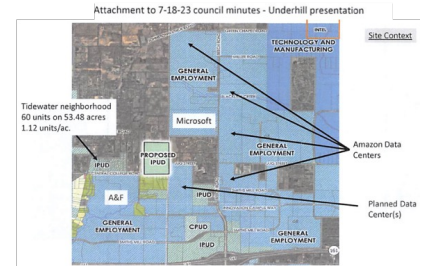 Attachment to 7-18-23 council minutes - Underhill presentation
Site Context
INTEL
TECHNOLOGY AND
MANUFACTURING
GENERAL
EMPLOYMENT
Tidewater neighborhood
60 units on 53.48 acres
1.12 units/ac.
Microsoft
GENERAL
EMPLOYMENT
GENERAL
EMPLOYMENT
Amazon Data
Centers
PROPOSED
IPUD
IPUD
A&F
IPUD
Planned Data
Center(s)
GENERAL
EMPLOYMENT
CPUD
IPUD
GENERAL
EMPLOYMENT